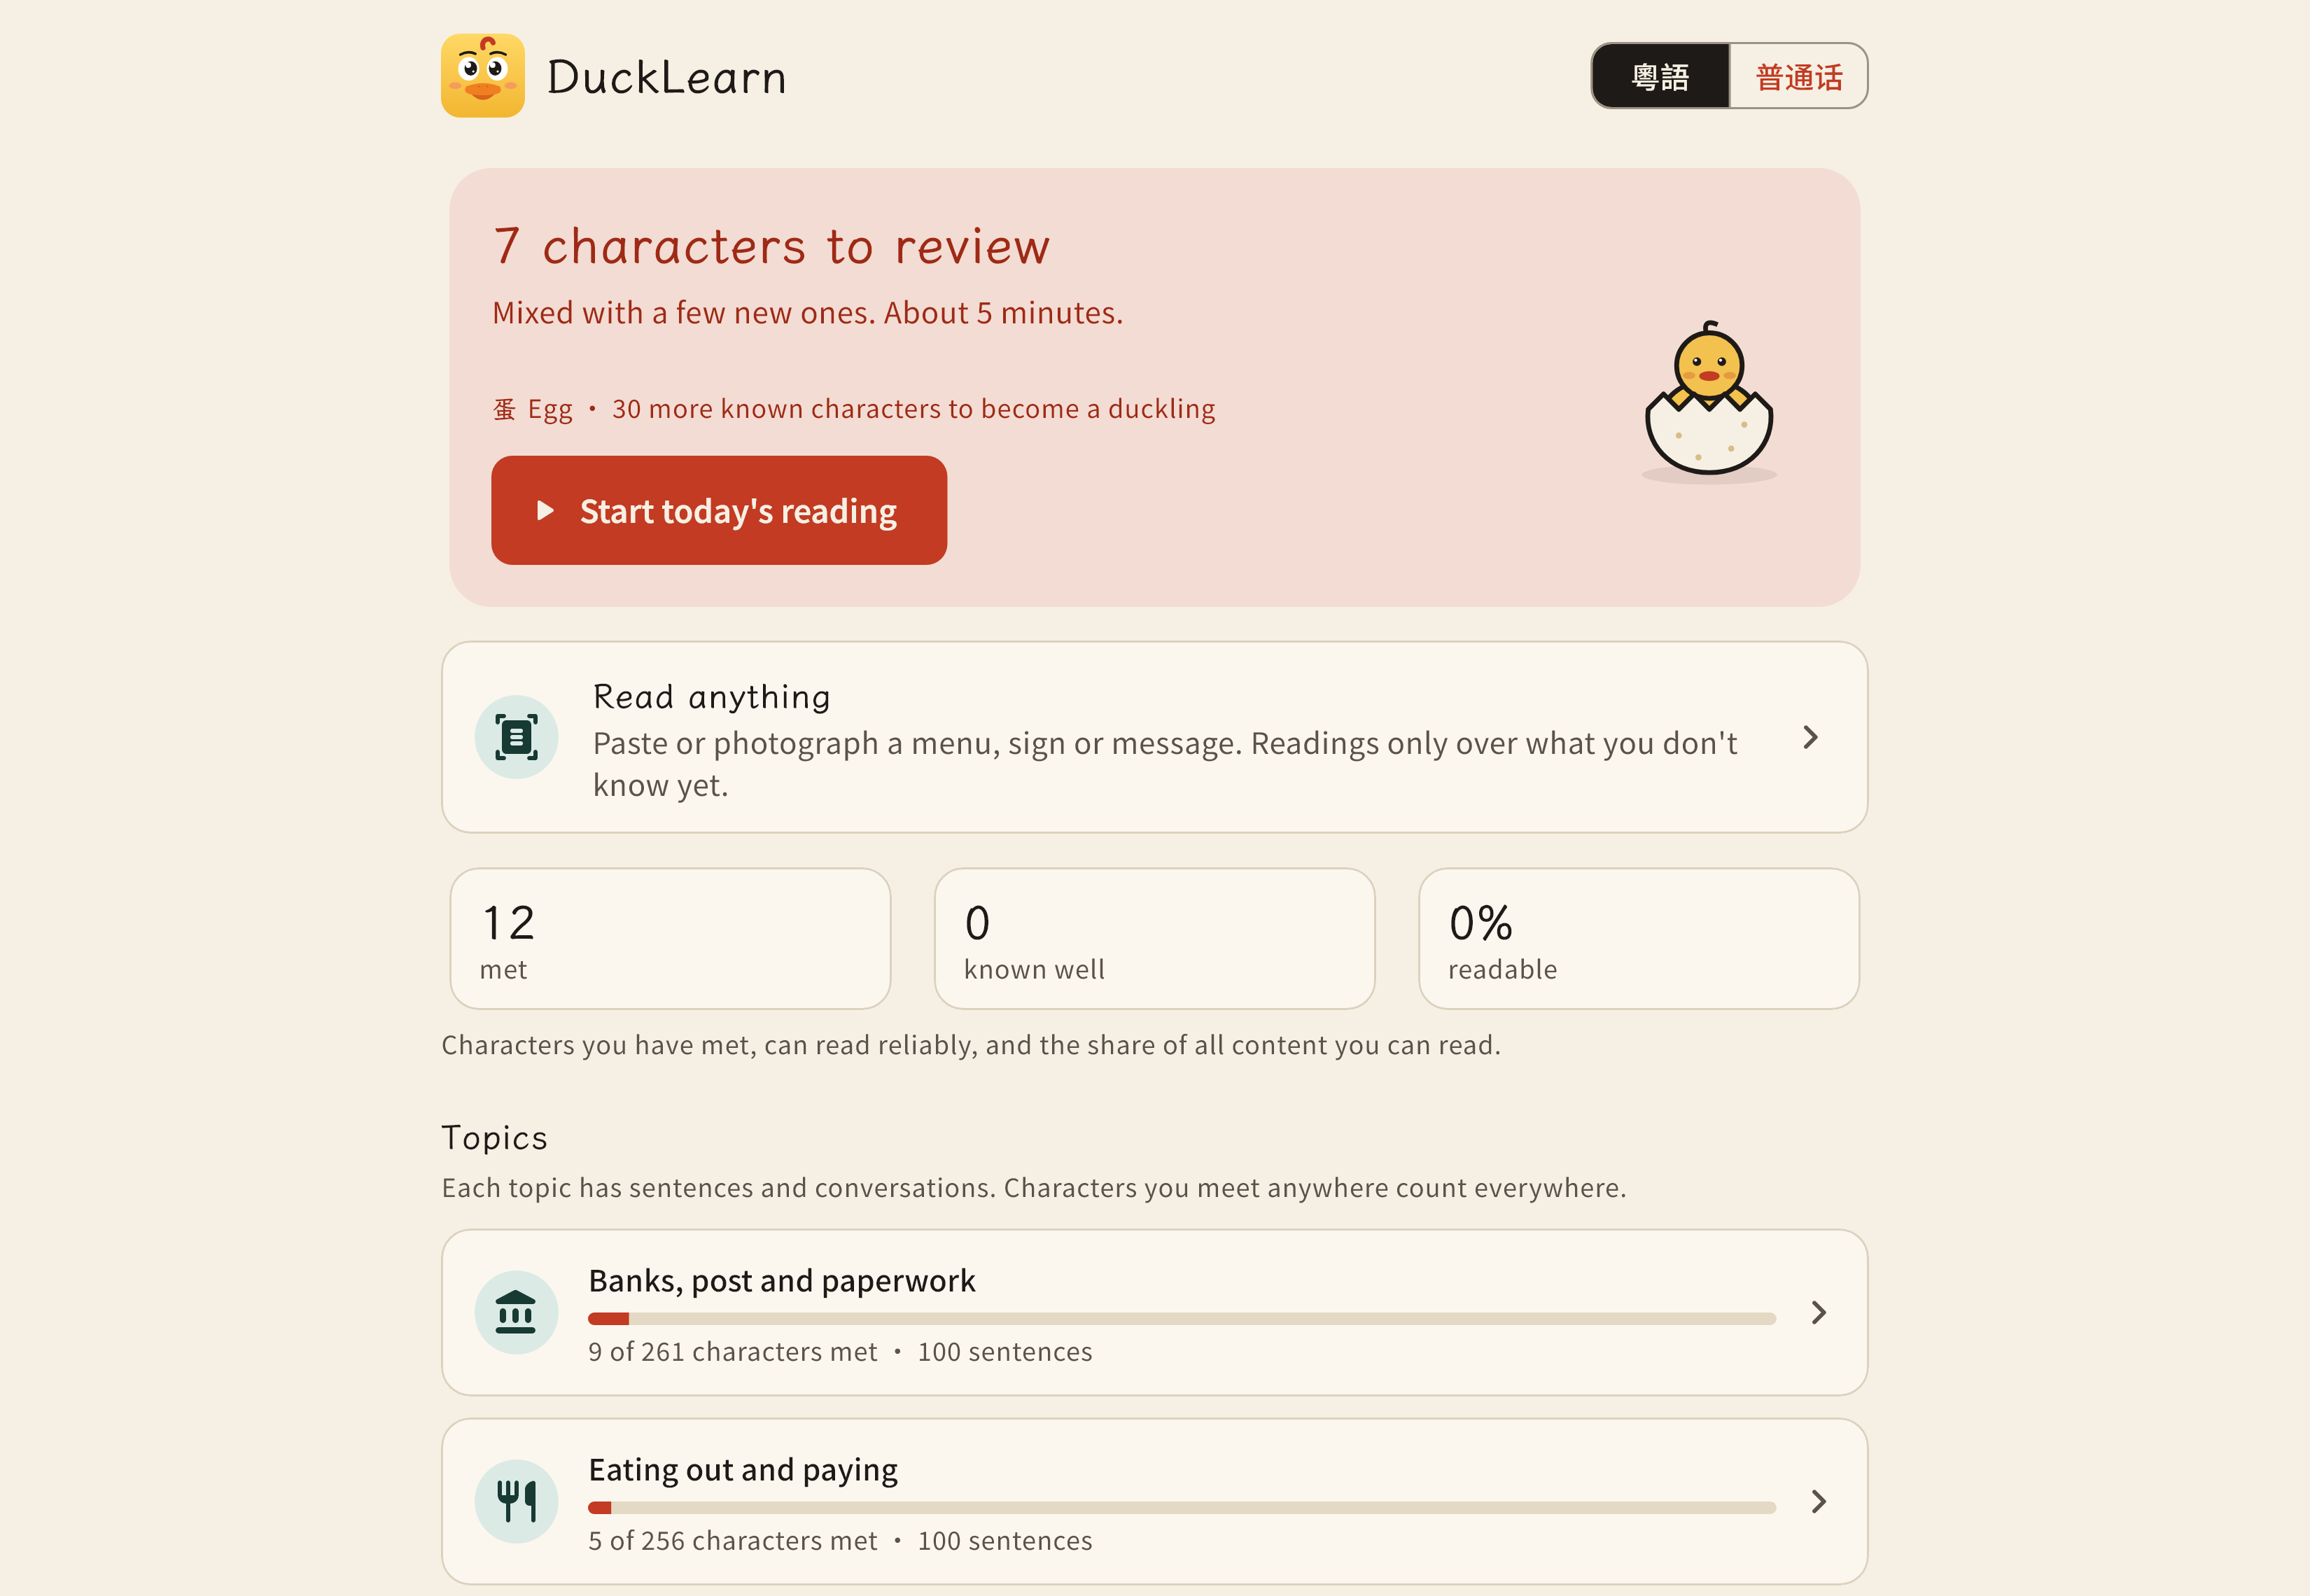 DuckLearn
粵語 普通话
7 characters to review
Mixed with a few new ones. About 5 minutes.
蛋 Egg • 30 more known characters to become a duckling
Start today's reading
Read anything
Paste or photograph a menu, sign or message. Readings only over what you don't
know yet.
12
met
0
known well
0%
readable
Characters you have met, can read reliably, and the share of all content you can read.
Topics
Each topic has sentences and conversations. Characters you meet anywhere count everywhere.
Banks, post and paperwork
9 of 261 characters met • 100 sentences
Eating out and paying
5 of 256 characters met • 100 sentences